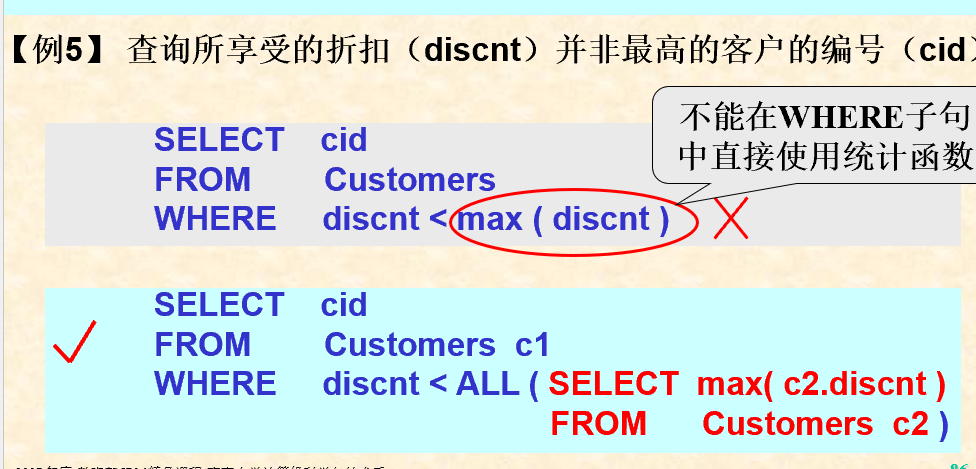 【例5】 查询所享受的折扣（discnt）并非最高的客户的编号（cid）
不能在WHERE子句
中直接使用统计函数
SELECT cid
FROM Customers
WHERE discnt < max ( discnt )
SELECT cid
FROM Customers c1
WHERE discnt < ALL ( SELECT max( c2.discnt )
FROM Customers c2 )